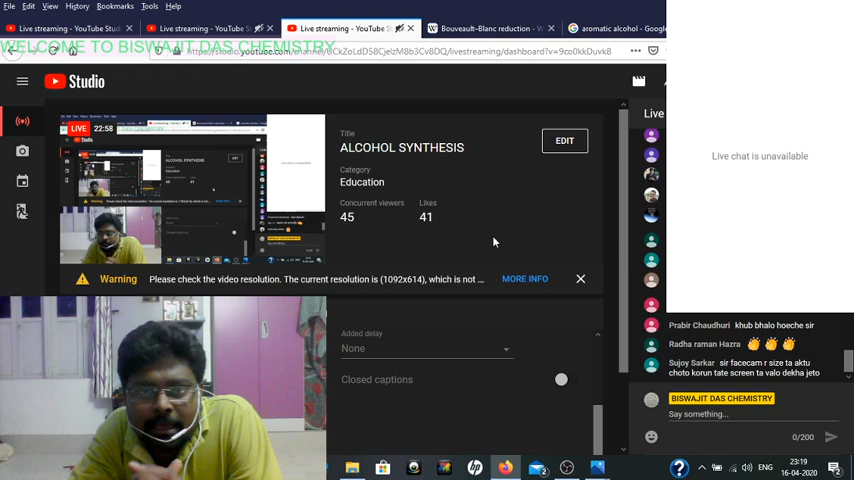 File Edit View History Bookmarks Tools Help
Live streaming - YouTube Studi
Live streaming - YouTube St
Live streaming - YouTube S
Bouveault–Blanc reduction - W
aromatic alcohol - Googl
WELCOME TO BISWAJIT DAS CHEMISTRY
Studio
LIVE 22:58
Title
ALCOHOL SYNTHESIS
EDIT
Category
Education
Concurrent viewers
Likes
45
41
Warning
Please check the video resolution. The current resolution is (1092x614), which is not ...
MORE INFO
Added delay
None
Closed captions
Live
Live chat is unavailable
Prabir Chaudhuri khub bhalo hoeche sir
Radha raman Hazra 👏 👏 👏
Sujoy Sarkar sir facecam r size ta aktu
choto korun tate screen ta valo dekha jeto
BISWAJIT DAS CHEMISTRY
Say something...
0/200
ENG
23:19
16-04-2020